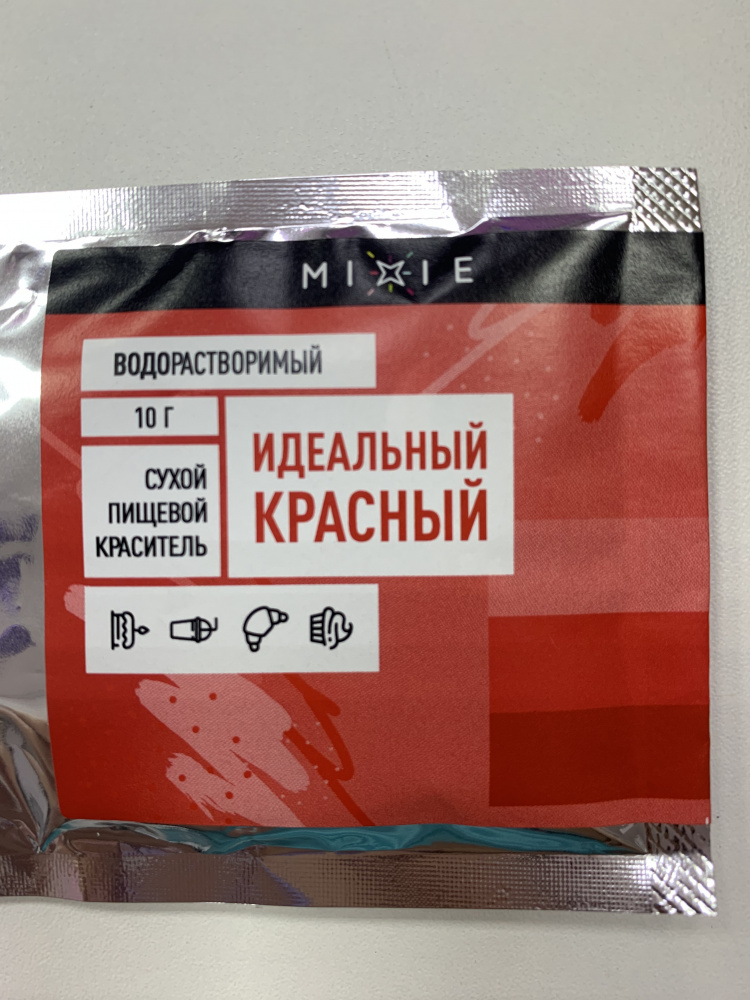 MIXIE
ВОДОРАСТВОРИМЫЙ
10 Г
СУХОЙ
ПИЩЕВОЙ
КРАСИТЕЛЬ
ИДЕАЛЬНЫЙ
КРАСНЫЙ